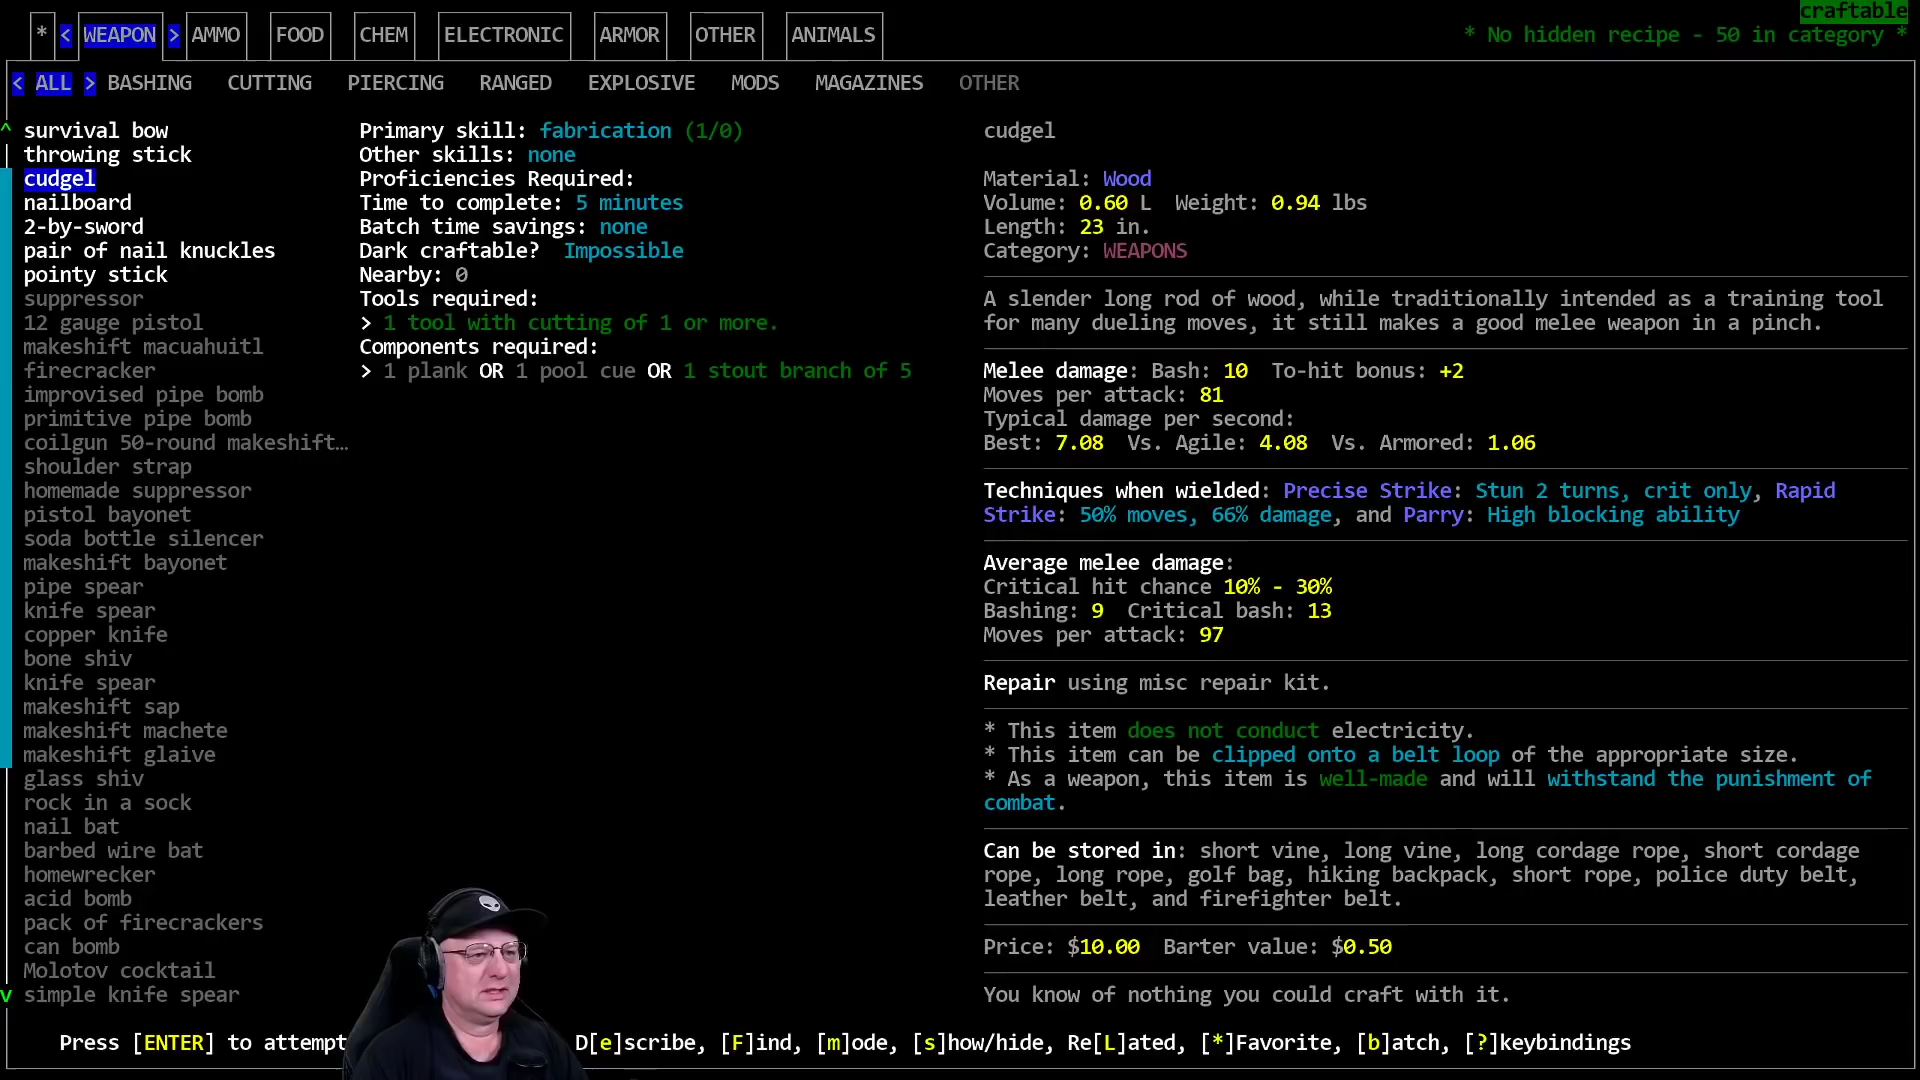 craftable
* < WEAPON > AMMO FOOD CHEM ELECTRONIC ARMOR OTHER ANIMALS
* No hidden recipe - 50 in category *
< ALL > BASHING CUTTING PIERCING RANGED EXPLOSIVE MODS MAGAZINES OTHER
^ survival bow
throwing stick
cudgel
nailboard
2-by-sword
pair of nail knuckles
pointy stick
suppressor
12 gauge pistol
makeshift macuahuitl
firecracker
improvised pipe bomb
primitive pipe bomb
coilgun 50-round makeshift…
shoulder strap
homemade suppressor
pistol bayonet
soda bottle silencer
makeshift bayonet
pipe spear
knife spear
copper knife
bone shiv
knife spear
makeshift sap
makeshift machete
makeshift glaive
glass shiv
rock in a sock
nail bat
barbed wire bat
homewrecker
acid bomb
pack of firecrackers
can bomb
Molotov cocktail
v simple knife spear
Primary skill: fabrication (1/0)
Other skills: none
Proficiencies Required:
Time to complete: 5 minutes
Batch time savings: none
Dark craftable? Impossible
Nearby: 0
Tools required:
> 1 tool with cutting of 1 or more.
Components required:
> 1 plank OR 1 pool cue OR 1 stout branch of 5
cudgel
Material: Wood
Volume: 0.60 L Weight: 0.94 lbs
Length: 23 in.
Category: WEAPONS
A slender long rod of wood, while traditionally intended as a training tool
for many dueling moves, it still makes a good melee weapon in a pinch.
Melee damage: Bash: 10 To-hit bonus: +2
Moves per attack: 81
Typical damage per second:
Best: 7.08 Vs. Agile: 4.08 Vs. Armored: 1.06
Techniques when wielded: Precise Strike: Stun 2 turns, crit only, Rapid
Strike: 50% moves, 66% damage, and Parry: High blocking ability
Average melee damage:
Critical hit chance 10% - 30%
Bashing: 9 Critical bash: 13
Moves per attack: 97
Repair using misc repair kit.
* This item does not conduct electricity.
* This item can be clipped onto a belt loop of the appropriate size.
* As a weapon, this item is well-made and will withstand the punishment of
combat.
Can be stored in: short vine, long vine, long cordage rope, short cordage
rope, long rope, golf bag, hiking backpack, short rope, police duty belt,
leather belt, and firefighter belt.
Price: $10.00 Barter value: $0.50
You know of nothing you could craft with it.
Press [ENTER] to attempt D[e]scribe, [F]ind, [m]ode, [s]how/hide, Re[L]ated, [*]Favorite, [b]atch, [?]keybindings